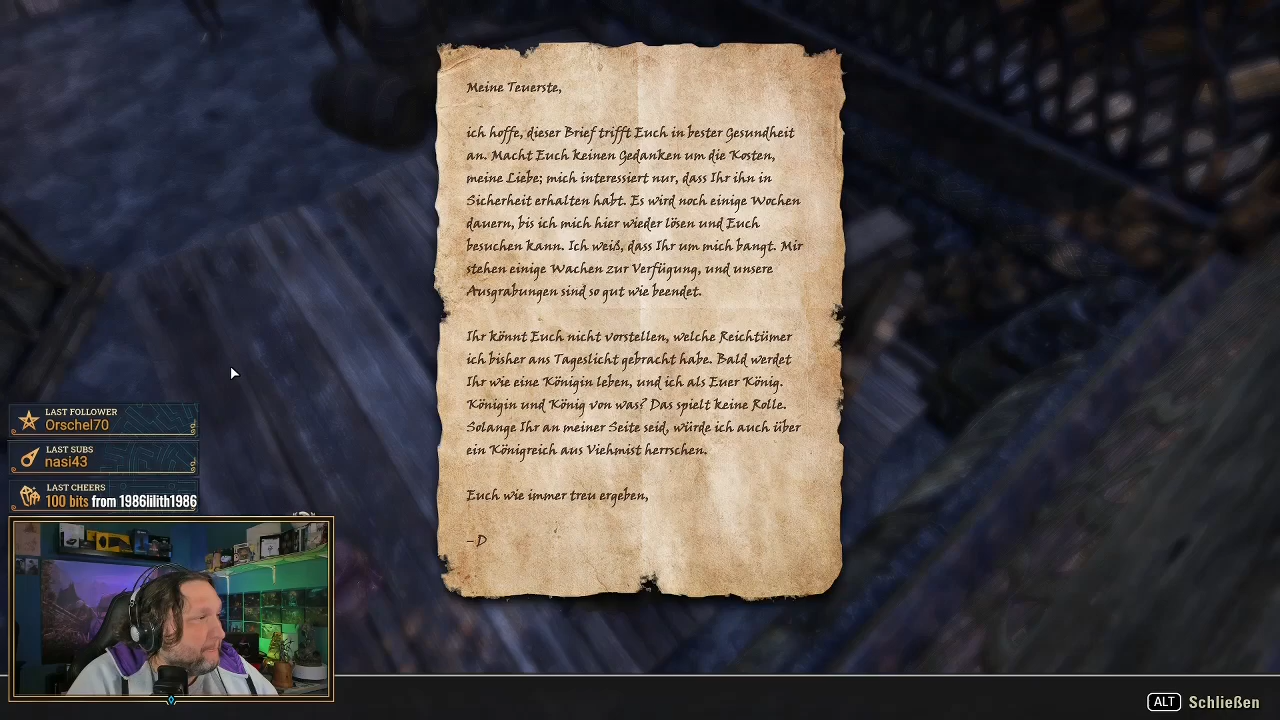 Meine Teuerste,
ich hoffe, dieser Brief trifft Euch in bester Gesundheit
an. Macht Euch keinen Gedanken um die Kosten,
meine Liebe; mich interessiert nur, dass Ihr ihn in
Sicherheit erhalten habt. Es wird noch einige Wochen
dauern, bis ich mich hier wieder lösen und Euch
besuchen kann. Ich weiß, dass Ihr um mich bangt. Mir
stehen einige Wachen zur Verfügung, und unsere
Ausgrabungen sind so gut wie beendet.
Ihr könnt Euch nicht vorstellen, welche Reichtümer
ich bisher ans Tageslicht gebracht habe. Bald werdet
Ihr wie eine Königin leben, und ich als Euer König.
Königin und König von was? Das spielt keine Rolle.
Solange Ihr an meiner Seite seid, würde ich auch über
ein Königreich aus Viehmist herrschen.
Euch wie immer treu ergeben,
–D
LAST FOLLOWER
Orschel70
LAST SUBS
nasi43
LAST CHEERS
100 bits from 1986lilith1986
ALT Schließen